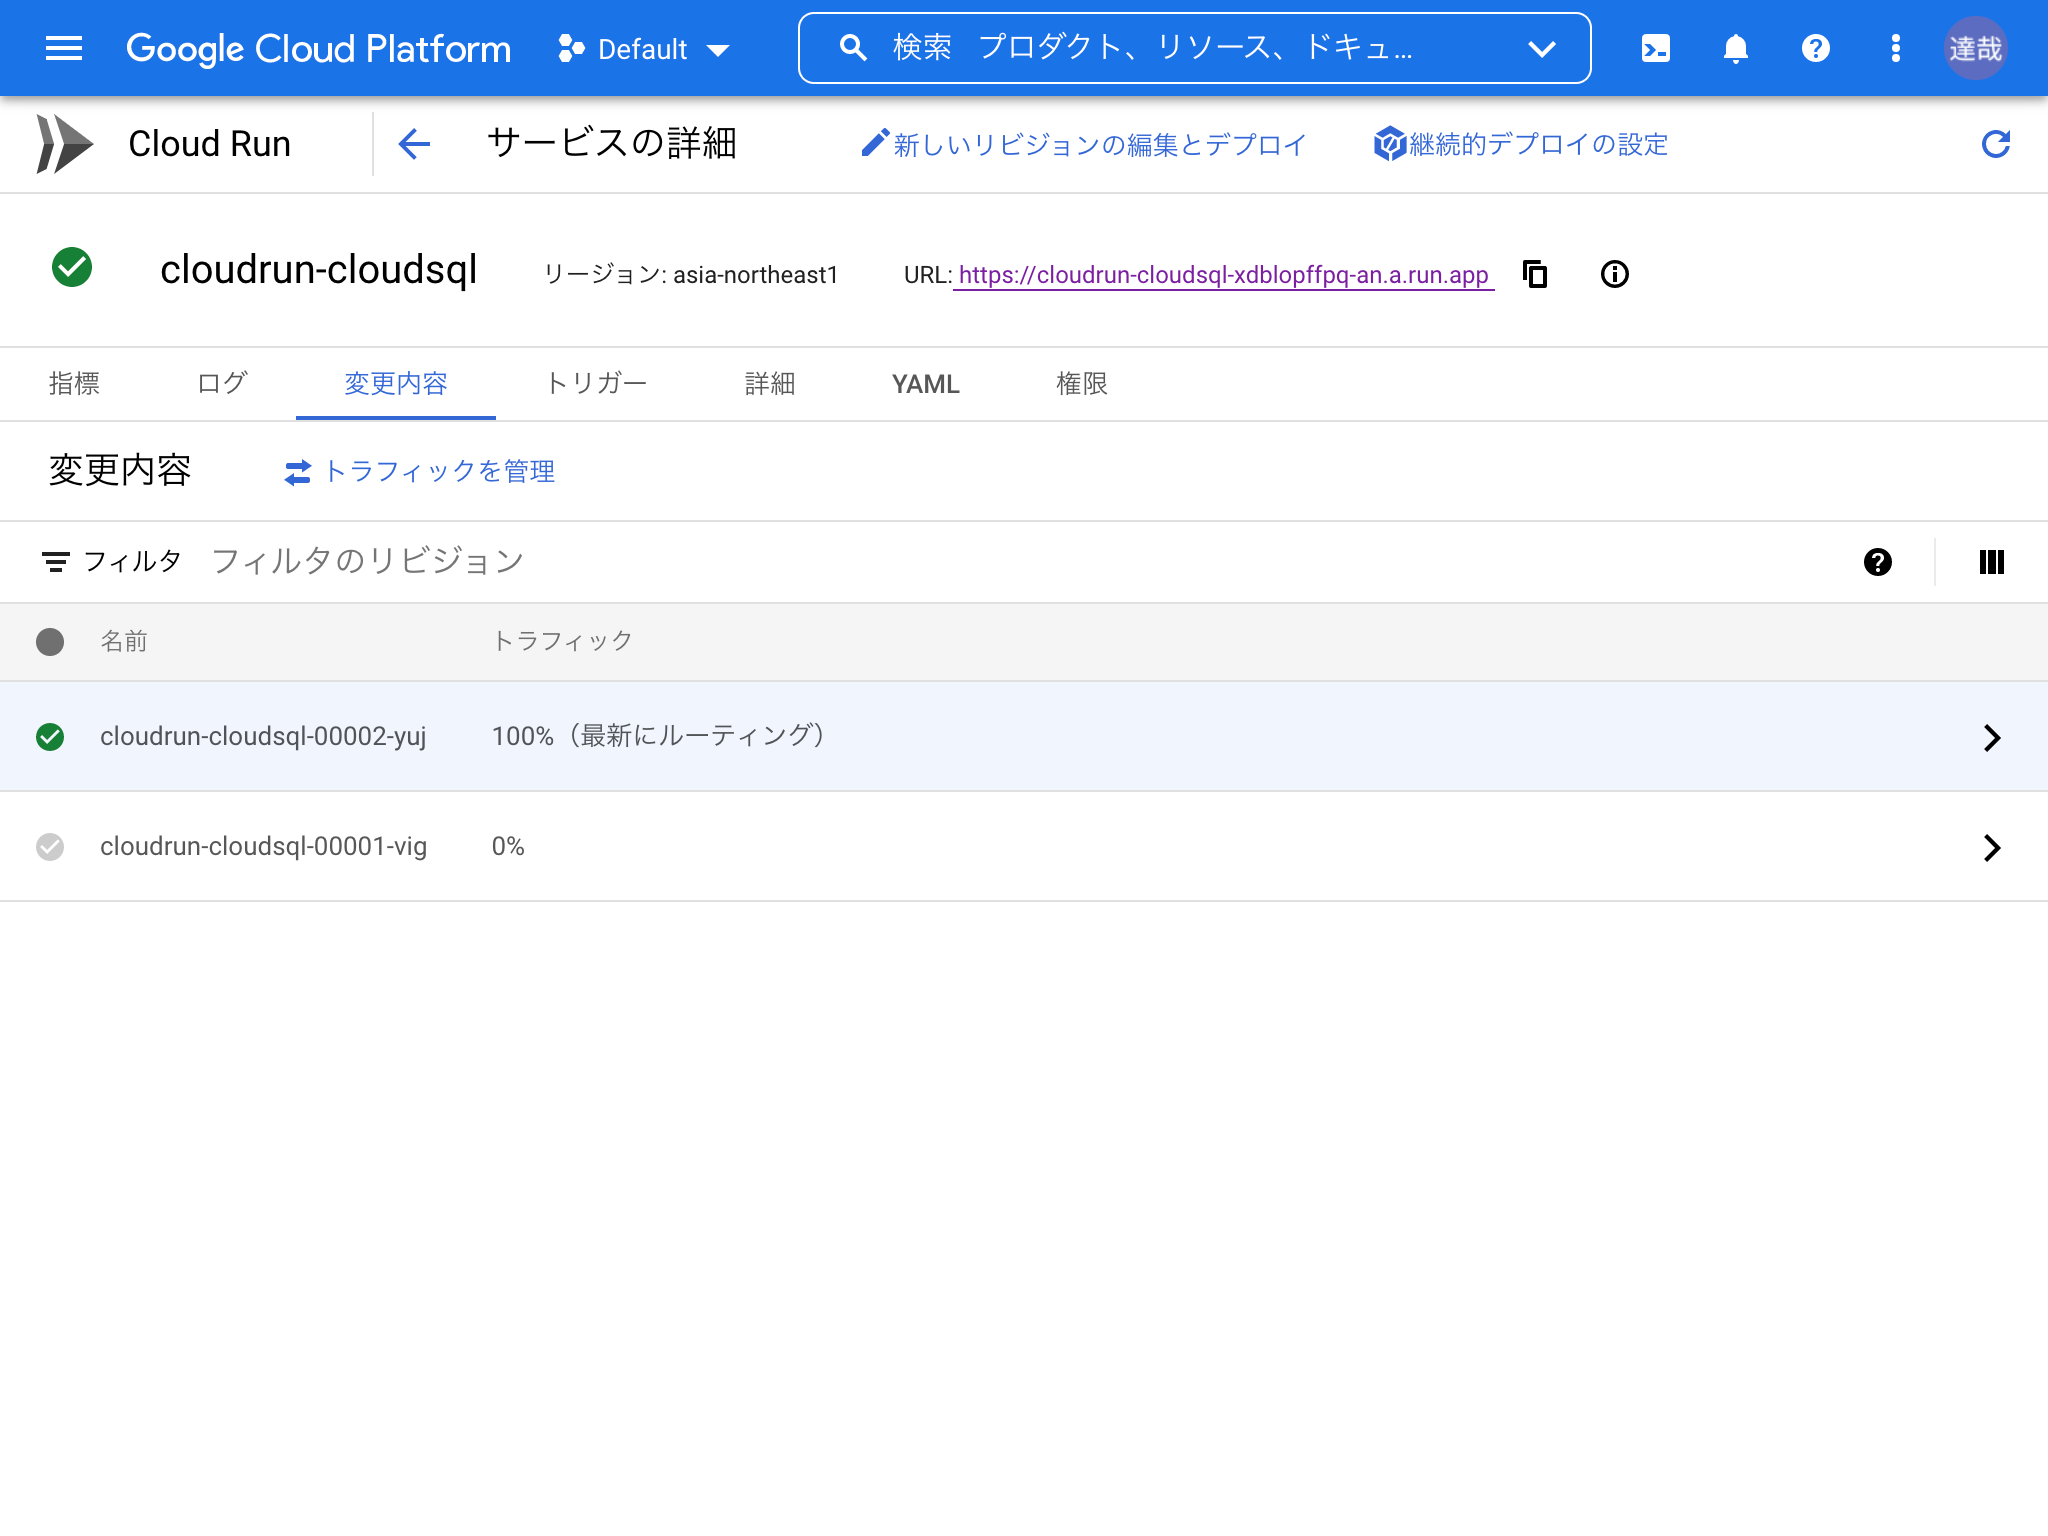 Google Cloud Platform Default 検索 プロダクト、リソース、ドキュ... 達哉
Cloud Run サービスの詳細 新しいリビジョンの編集とデプロイ 継続的デプロイの設定
cloudrun-cloudsql リージョン: asia-northeast1 URL: https://cloudrun-cloudsql-xdblopffpq-an.a.run.app
指標 ログ 変更内容 トリガー 詳細 YAML 権限
変更内容 トラフィックを管理
フィルタ フィルタのリビジョン
名前 トラフィック
cloudrun-cloudsql-00002-yuj 100%（最新にルーティング）
cloudrun-cloudsql-00001-vig 0%